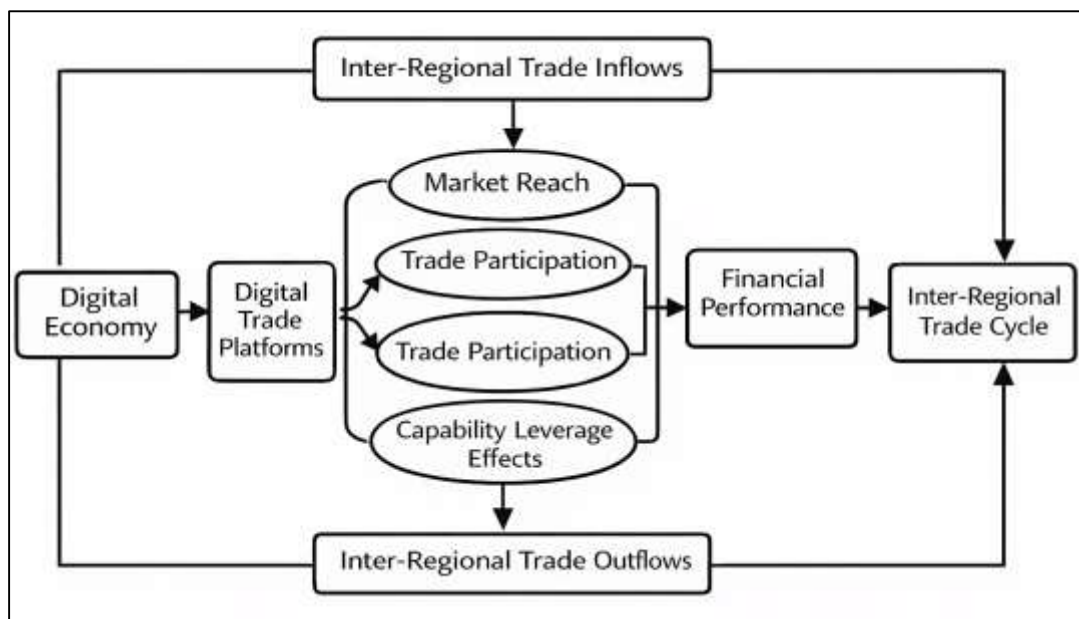 Inter-Regional Trade Inflows
Market Reach
Trade Participation
Digital
Economy
Digital
Trade
Platforms
Trade Participation
Financial
Performance
Inter-Regional
Trade Cycle
Capability Leverage
Effects
Inter-Regional Trade Outflows